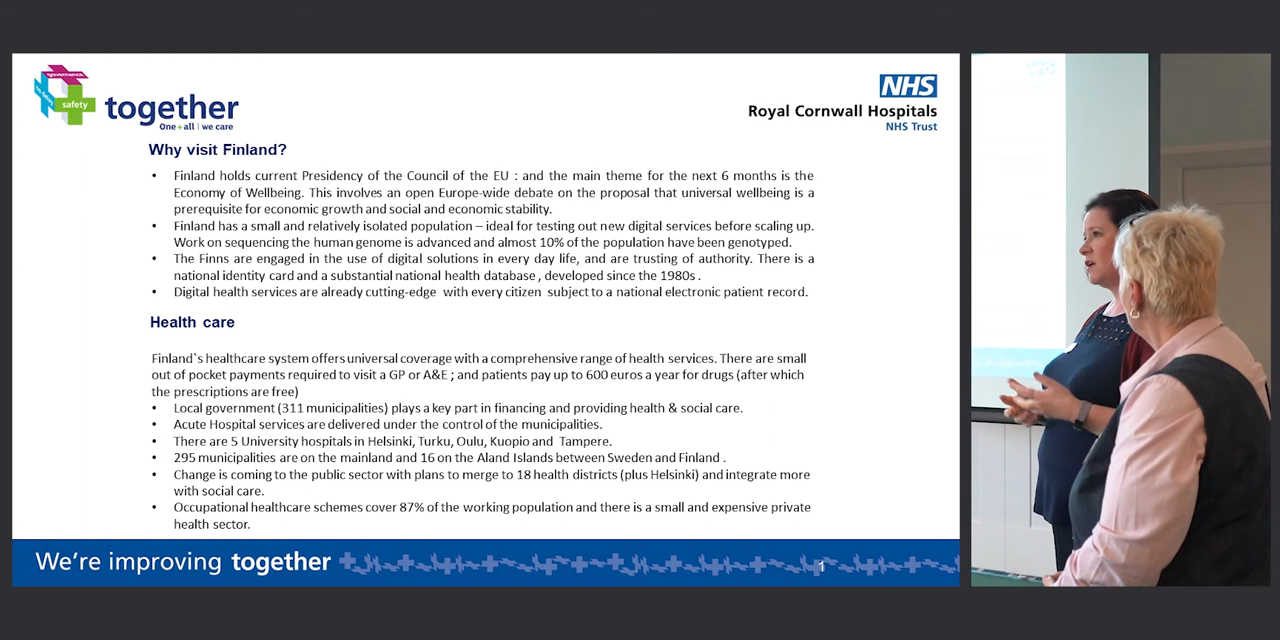 governance
safety
together
One + all | we care
NHS
Royal Cornwall Hospitals
NHS Trust
Why visit Finland?
• Finland holds current Presidency of the Council of the EU : and the main theme for the next 6 months is the
Economy of Wellbeing. This involves an open Europe-wide debate on the proposal that universal wellbeing is a
prerequisite for economic growth and social and economic stability.
• Finland has a small and relatively isolated population – ideal for testing out new digital services before scaling up.
Work on sequencing the human genome is advanced and almost 10% of the population have been genotyped.
• The Finns are engaged in the use of digital solutions in every day life, and are trusting of authority. There is a
national identity card and a substantial national health database , developed since the 1980s .
• Digital health services are already cutting-edge with every citizen subject to a national electronic patient record.
Health care
Finland`s healthcare system offers universal coverage with a comprehensive range of health services. There are small
out of pocket payments required to visit a GP or A&E ; and patients pay up to 600 euros a year for drugs (after which
the prescriptions are free)
• Local government (311 municipalities) plays a key part in financing and providing health & social care.
• Acute Hospital services are delivered under the control of the municipalities.
• There are 5 University hospitals in Helsinki, Turku, Oulu, Kuopio and Tampere.
• 295 municipalities are on the mainland and 16 on the Aland Islands between Sweden and Finland .
• Change is coming to the public sector with plans to merge to 18 health districts (plus Helsinki) and integrate more
with social care.
• Occupational healthcare schemes cover 87% of the working population and there is a small and expensive private
health sector.
We're improving together
1